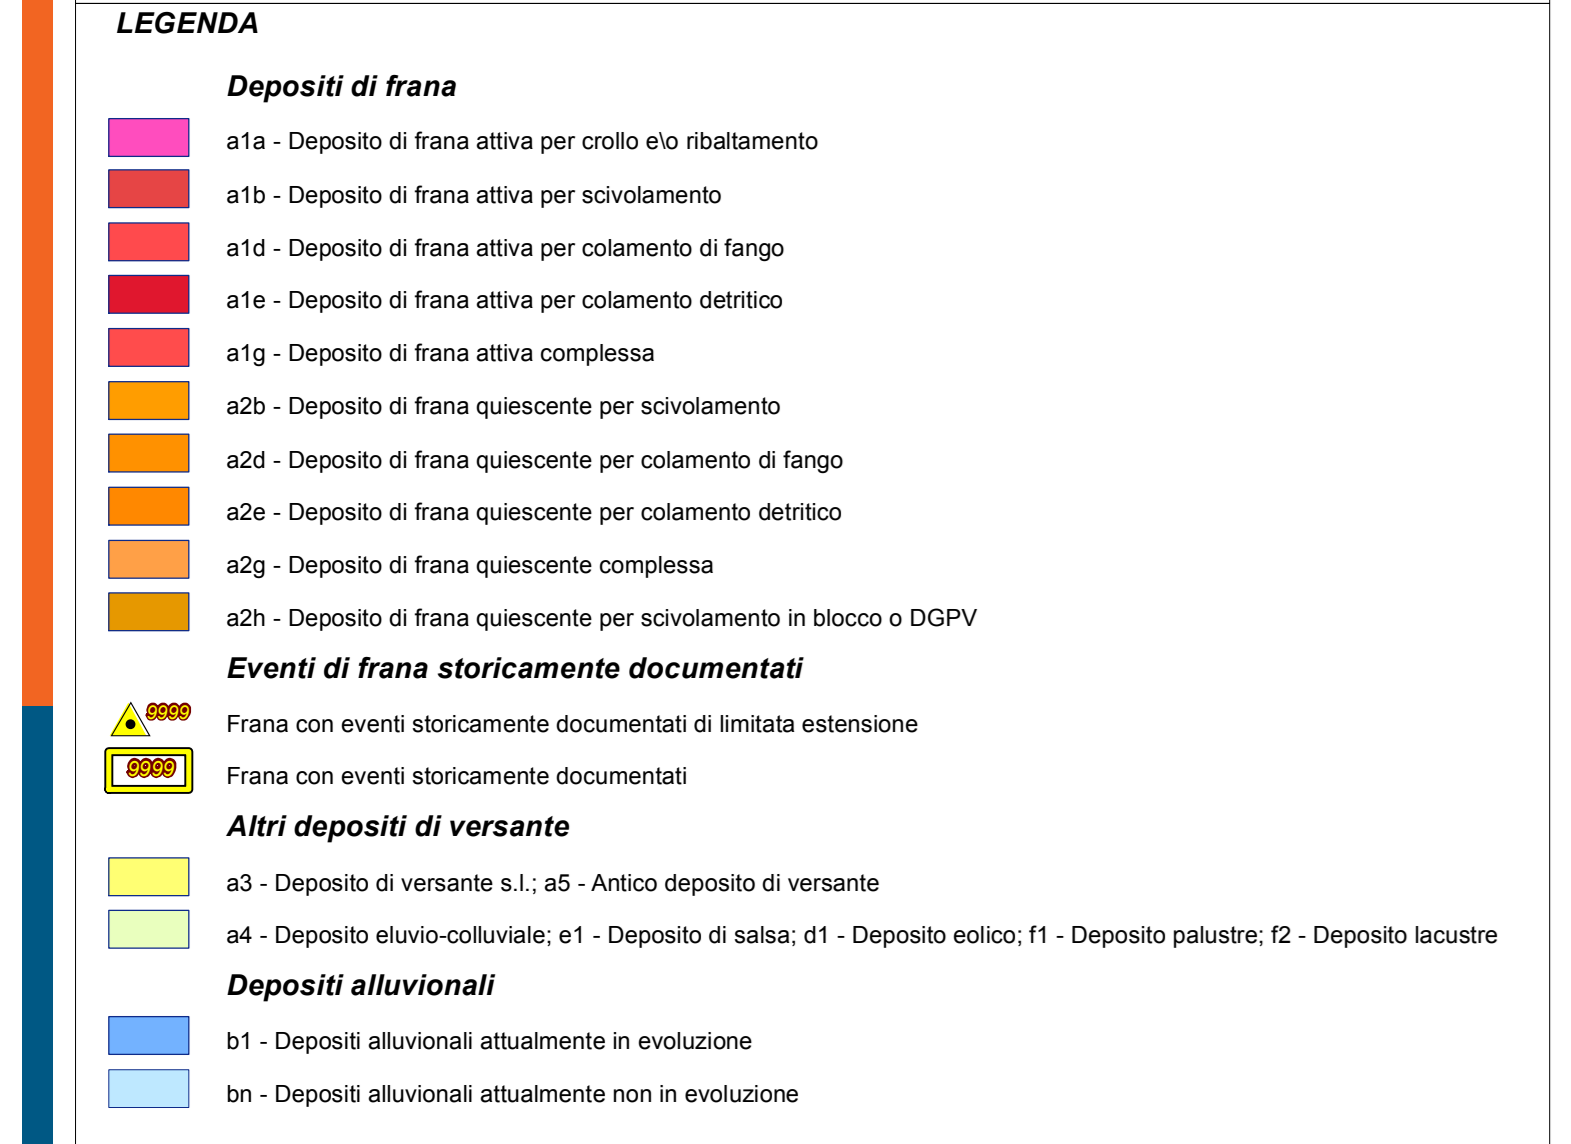 LEGENDA
Depositi di frana
a1a - Deposito di frana attiva per crollo e\o ribaltamento
a1b - Deposito di frana attiva per scivolamento
a1d - Deposito di frana attiva per colamento di fango
a1e - Deposito di frana attiva per colamento detritico
a1g - Deposito di frana attiva complessa
a2b - Deposito di frana quiescente per scivolamento
a2d - Deposito di frana quiescente per colamento di fango
a2e - Deposito di frana quiescente per colamento detritico
a2g - Deposito di frana quiescente complessa
a2h - Deposito di frana quiescente per scivolamento in blocco o DGPV
Eventi di frana storicamente documentati
9999 Frana con eventi storicamente documentati di limitata estensione
9999 Frana con eventi storicamente documentati
Altri depositi di versante
a3 - Deposito di versante s.l.; a5 - Antico deposito di versante
a4 - Deposito eluvio-colluviale; e1 - Deposito di salsa; d1 - Deposito eolico; f1 - Deposito palustre; f2 - Deposito lacustre
Depositi alluvionali
b1 - Depositi alluvionali attualmente in evoluzione
bn - Depositi alluvionali attualmente non in evoluzione